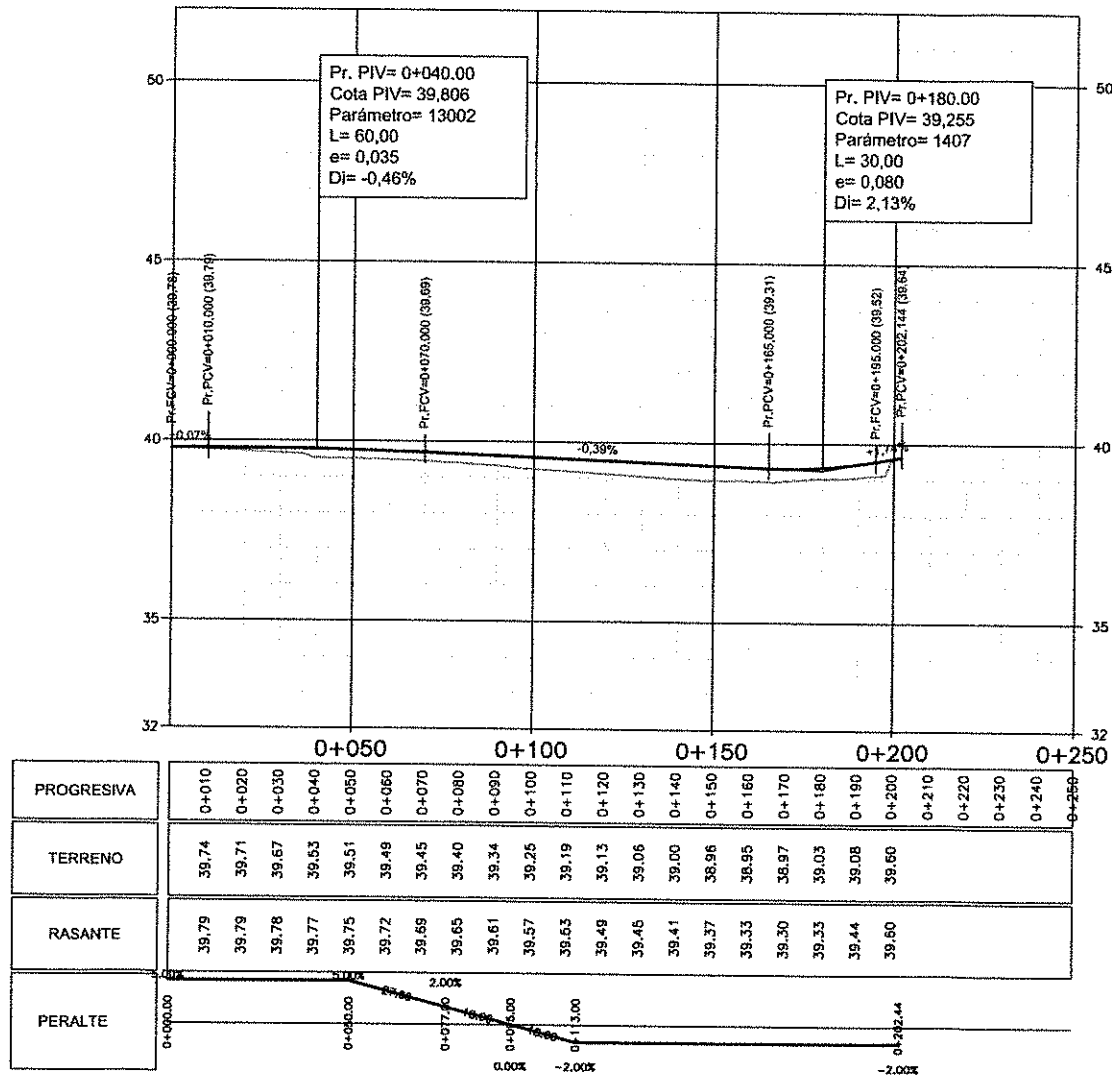 50
50
Pr. PIV= 0+040.00
Cota PIV= 39,806
Parámetro= 13002
L= 60,00
e= 0,035
Di= -0,46%
Pr. PIV= 0+180.00
Cota PIV= 39,255
Parámetro= 1407
L= 30,00
e= 0,080
Di= 2,13%
45
45
Pr.FCV=0+000.000 (39,78)
Pr.PCV=0+010,000 (39,79)
Pr.FCV=0+070,000 (39,69)
Pr.PCV=0+165,000 (39,31)
Pr.FCV=0+195.000 (39,52)
Pr.PCV=0+202,144 (39,64)
40
0,07%
-0,39%
40
35
35
32
32
0+050
0+100
0+150
0+200
0+250
PROGRESIVA
0+010 0+020 0+030 0+040 0+050 0+060 0+070 0+080 0+090 0+100 0+110 0+120 0+130 0+140 0+150 0+160 0+170 0+180 0+190 0+200 0+210 0+220 0+230 0+240 0+250
TERRENO
39.74 39.71 39.67 39.53 39.51 39.49 39.45 39.40 39.34 39.25 39.19 39.13 39.06 39.00 38.96 38.95 38.97 39.03 39.08 39.60
RASANTE
39.79 39.79 39.78 39.77 39.75 39.72 39.69 39.65 39.61 39.57 39.53 39.49 39.45 39.41 39.37 39.33 39.30 39.33 39.44 39.60
PERALTE
5.00%
5.00%
2.00%
0+000.00
0+077.00
0+113.00
0+202.44
0.00%
-2.00%
-2.00%